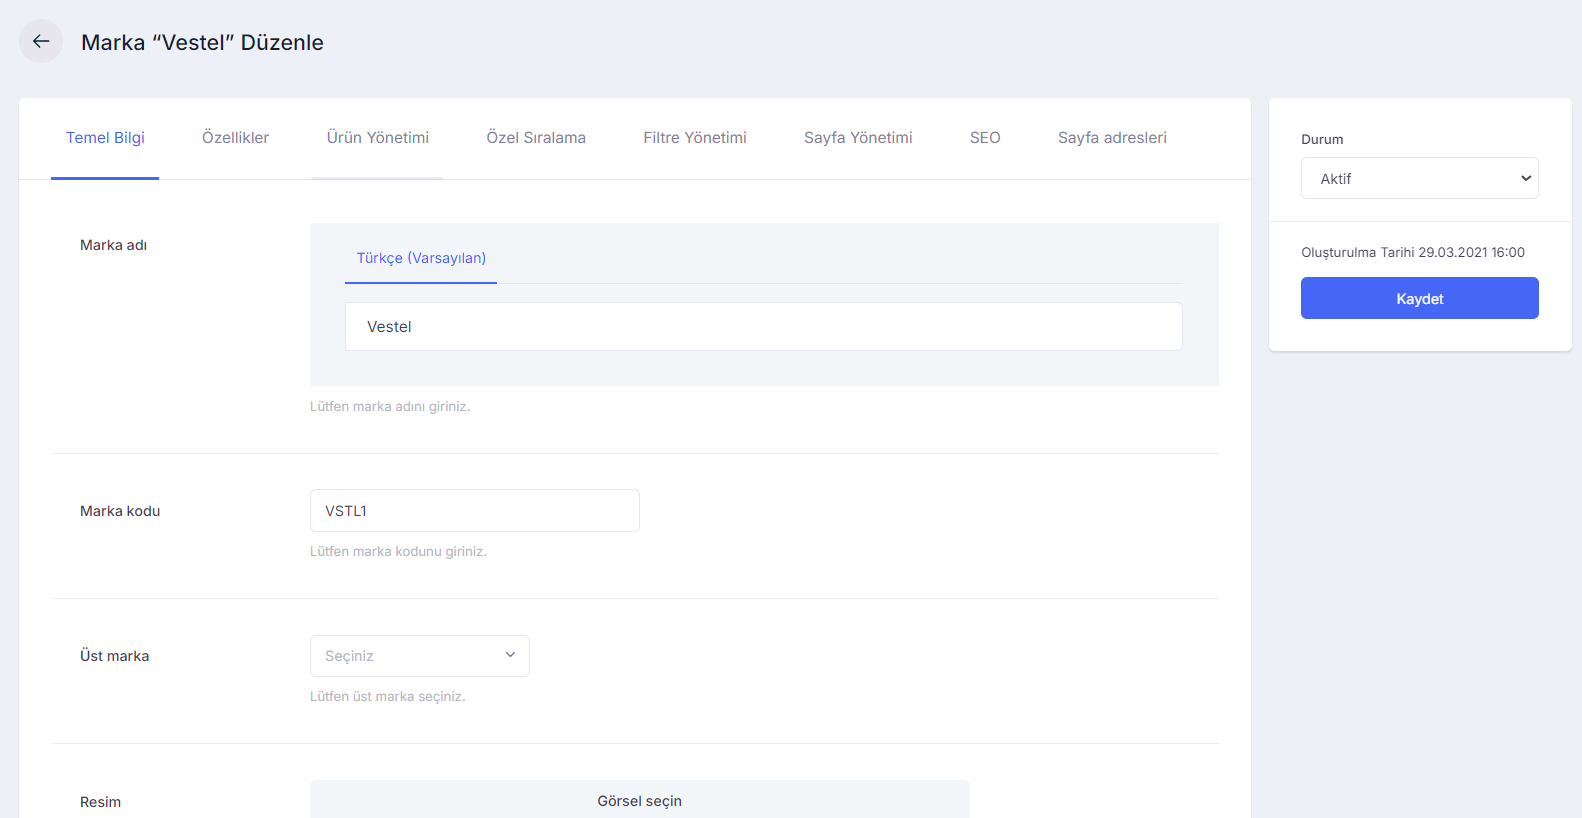 Marka “Vestel” Düzenle
Temel Bilgi
Özellikler
Ürün Yönetimi
Özel Sıralama
Filtre Yönetimi
Sayfa Yönetimi
SEO
Sayfa adresleri
Marka adı
Türkçe (Varsayılan)
Vestel
Lütfen marka adını giriniz.
Marka kodu
VSTL1
Lütfen marka kodunu giriniz.
Üst marka
Seçiniz
Lütfen üst marka seçiniz.
Resim
Görsel seçin
Durum
Aktif
Oluşturulma Tarihi 29.03.2021 16:00
Kaydet